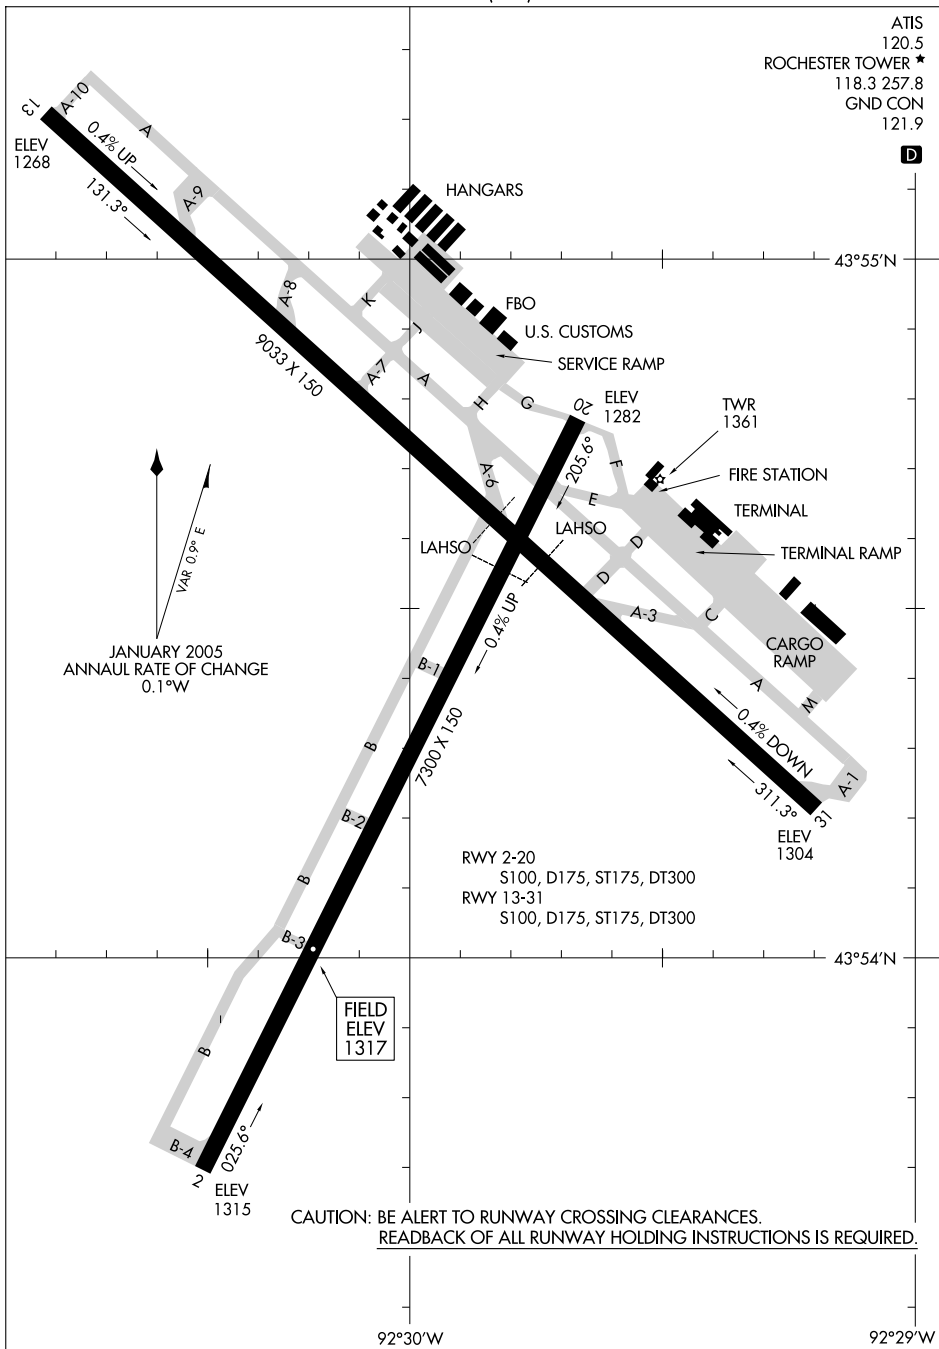 ATIS
120.5
ROCHESTER TOWER ★
118.3 257.8
GND CON
121.9
D
13
A-10
A
ELEV
1268
0.4% UP
131.3°
A-9
HANGARS
43°55'N
A-8
K
J
FBO
U.S. CUSTOMS
SERVICE RAMP
9033 X 150
A-7
A
H
G
20
ELEV
1282
TWR
1361
205.6°
F
FIRE STATION
A-6
E
TERMINAL
LAHSO
LAHSO
D
TERMINAL RAMP
VAR 0.9° E
D
0.4% UP
A-3
C
CARGO
RAMP
JANUARY 2005
ANNAUL RATE OF CHANGE
0.1°W
B-1
A
M
B
7300 X 150
0.4% DOWN
A-1
311.3°
31
B-2
ELEV
1304
RWY 2-20
S100, D175, ST175, DT300
RWY 13-31
S100, D175, ST175, DT300
B
B-3
43°54'N
FIELD
ELEV
1317
B
B-4
025.6°
2
ELEV
1315
CAUTION: BE ALERT TO RUNWAY CROSSING CLEARANCES.
READBACK OF ALL RUNWAY HOLDING INSTRUCTIONS IS REQUIRED.
92°30'W
92°29'W